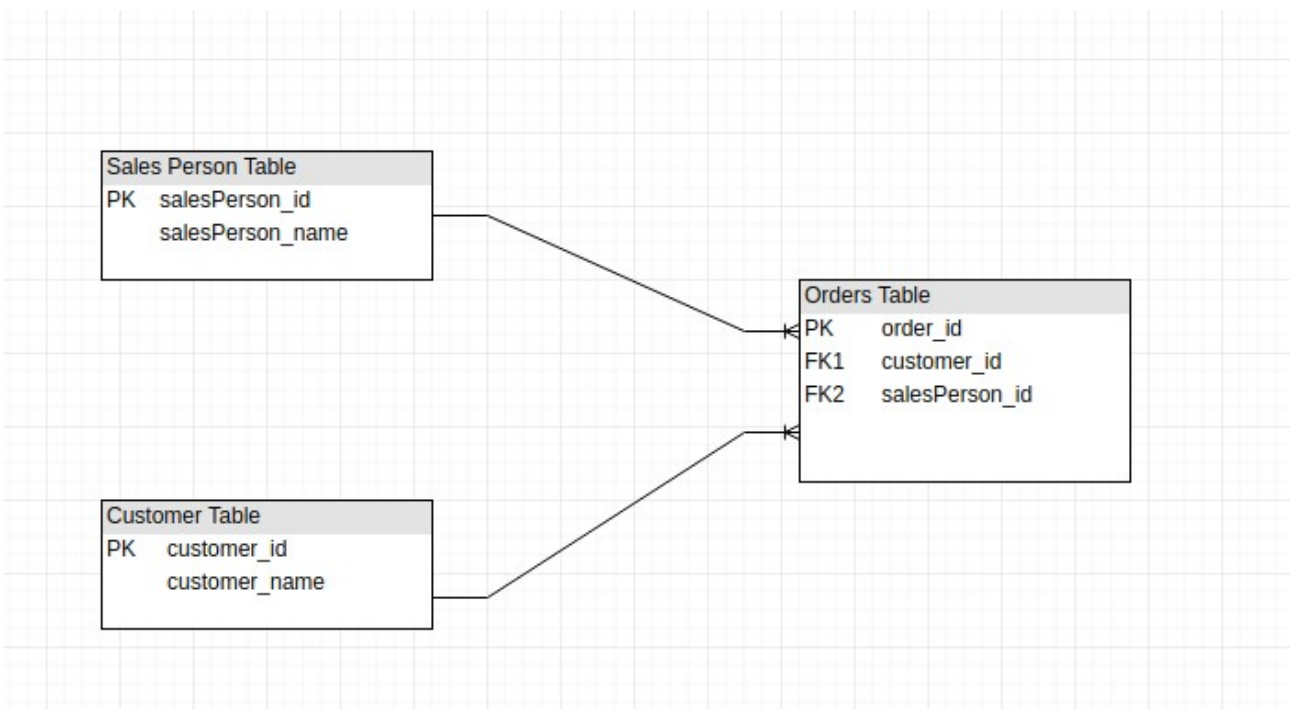 Sales Person Table
PK salesPerson_id
salesPerson_name
Orders Table
PK order_id
FK1 customer_id
FK2 salesPerson_id
Customer Table
PK customer_id
customer_name